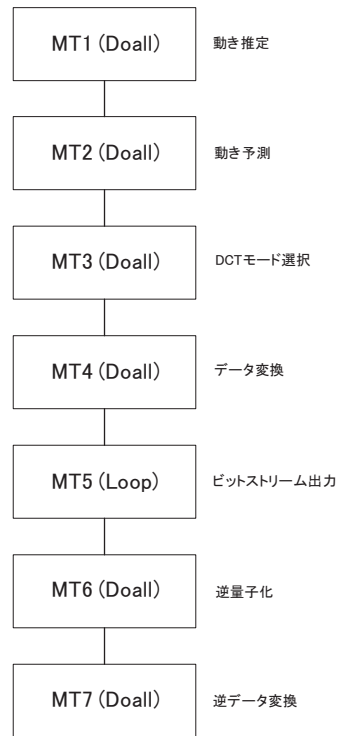 MT1 (Doall) 動き推定
MT2 (Doall) 動き予測
MT3 (Doall) DCTモード選択
MT4 (Doall) データ変換
MT5 (Loop) ビットストリーム出力
MT6 (Doall) 逆量子化
MT7 (Doall) 逆データ変換